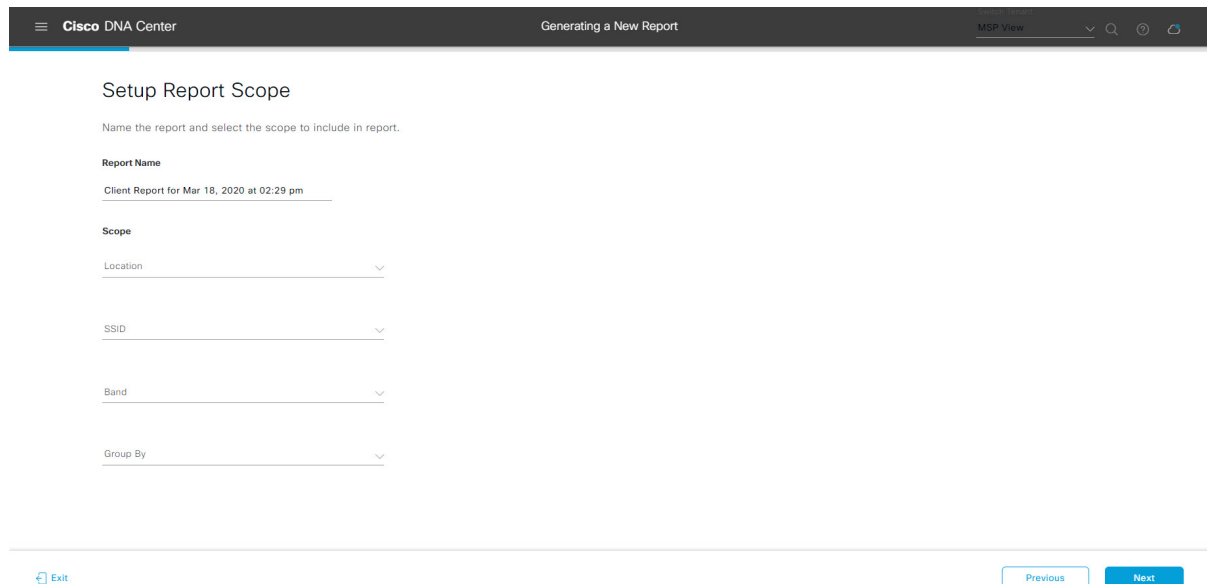 Cisco DNA Center
Generating a New Report
Switch Tenant
MSP View
Setup Report Scope
Name the report and select the scope to include in report.
Report Name
Client Report for Mar 18, 2020 at 02:29 pm
Scope
Location
SSID
Band
Group By
Exit
Previous
Next